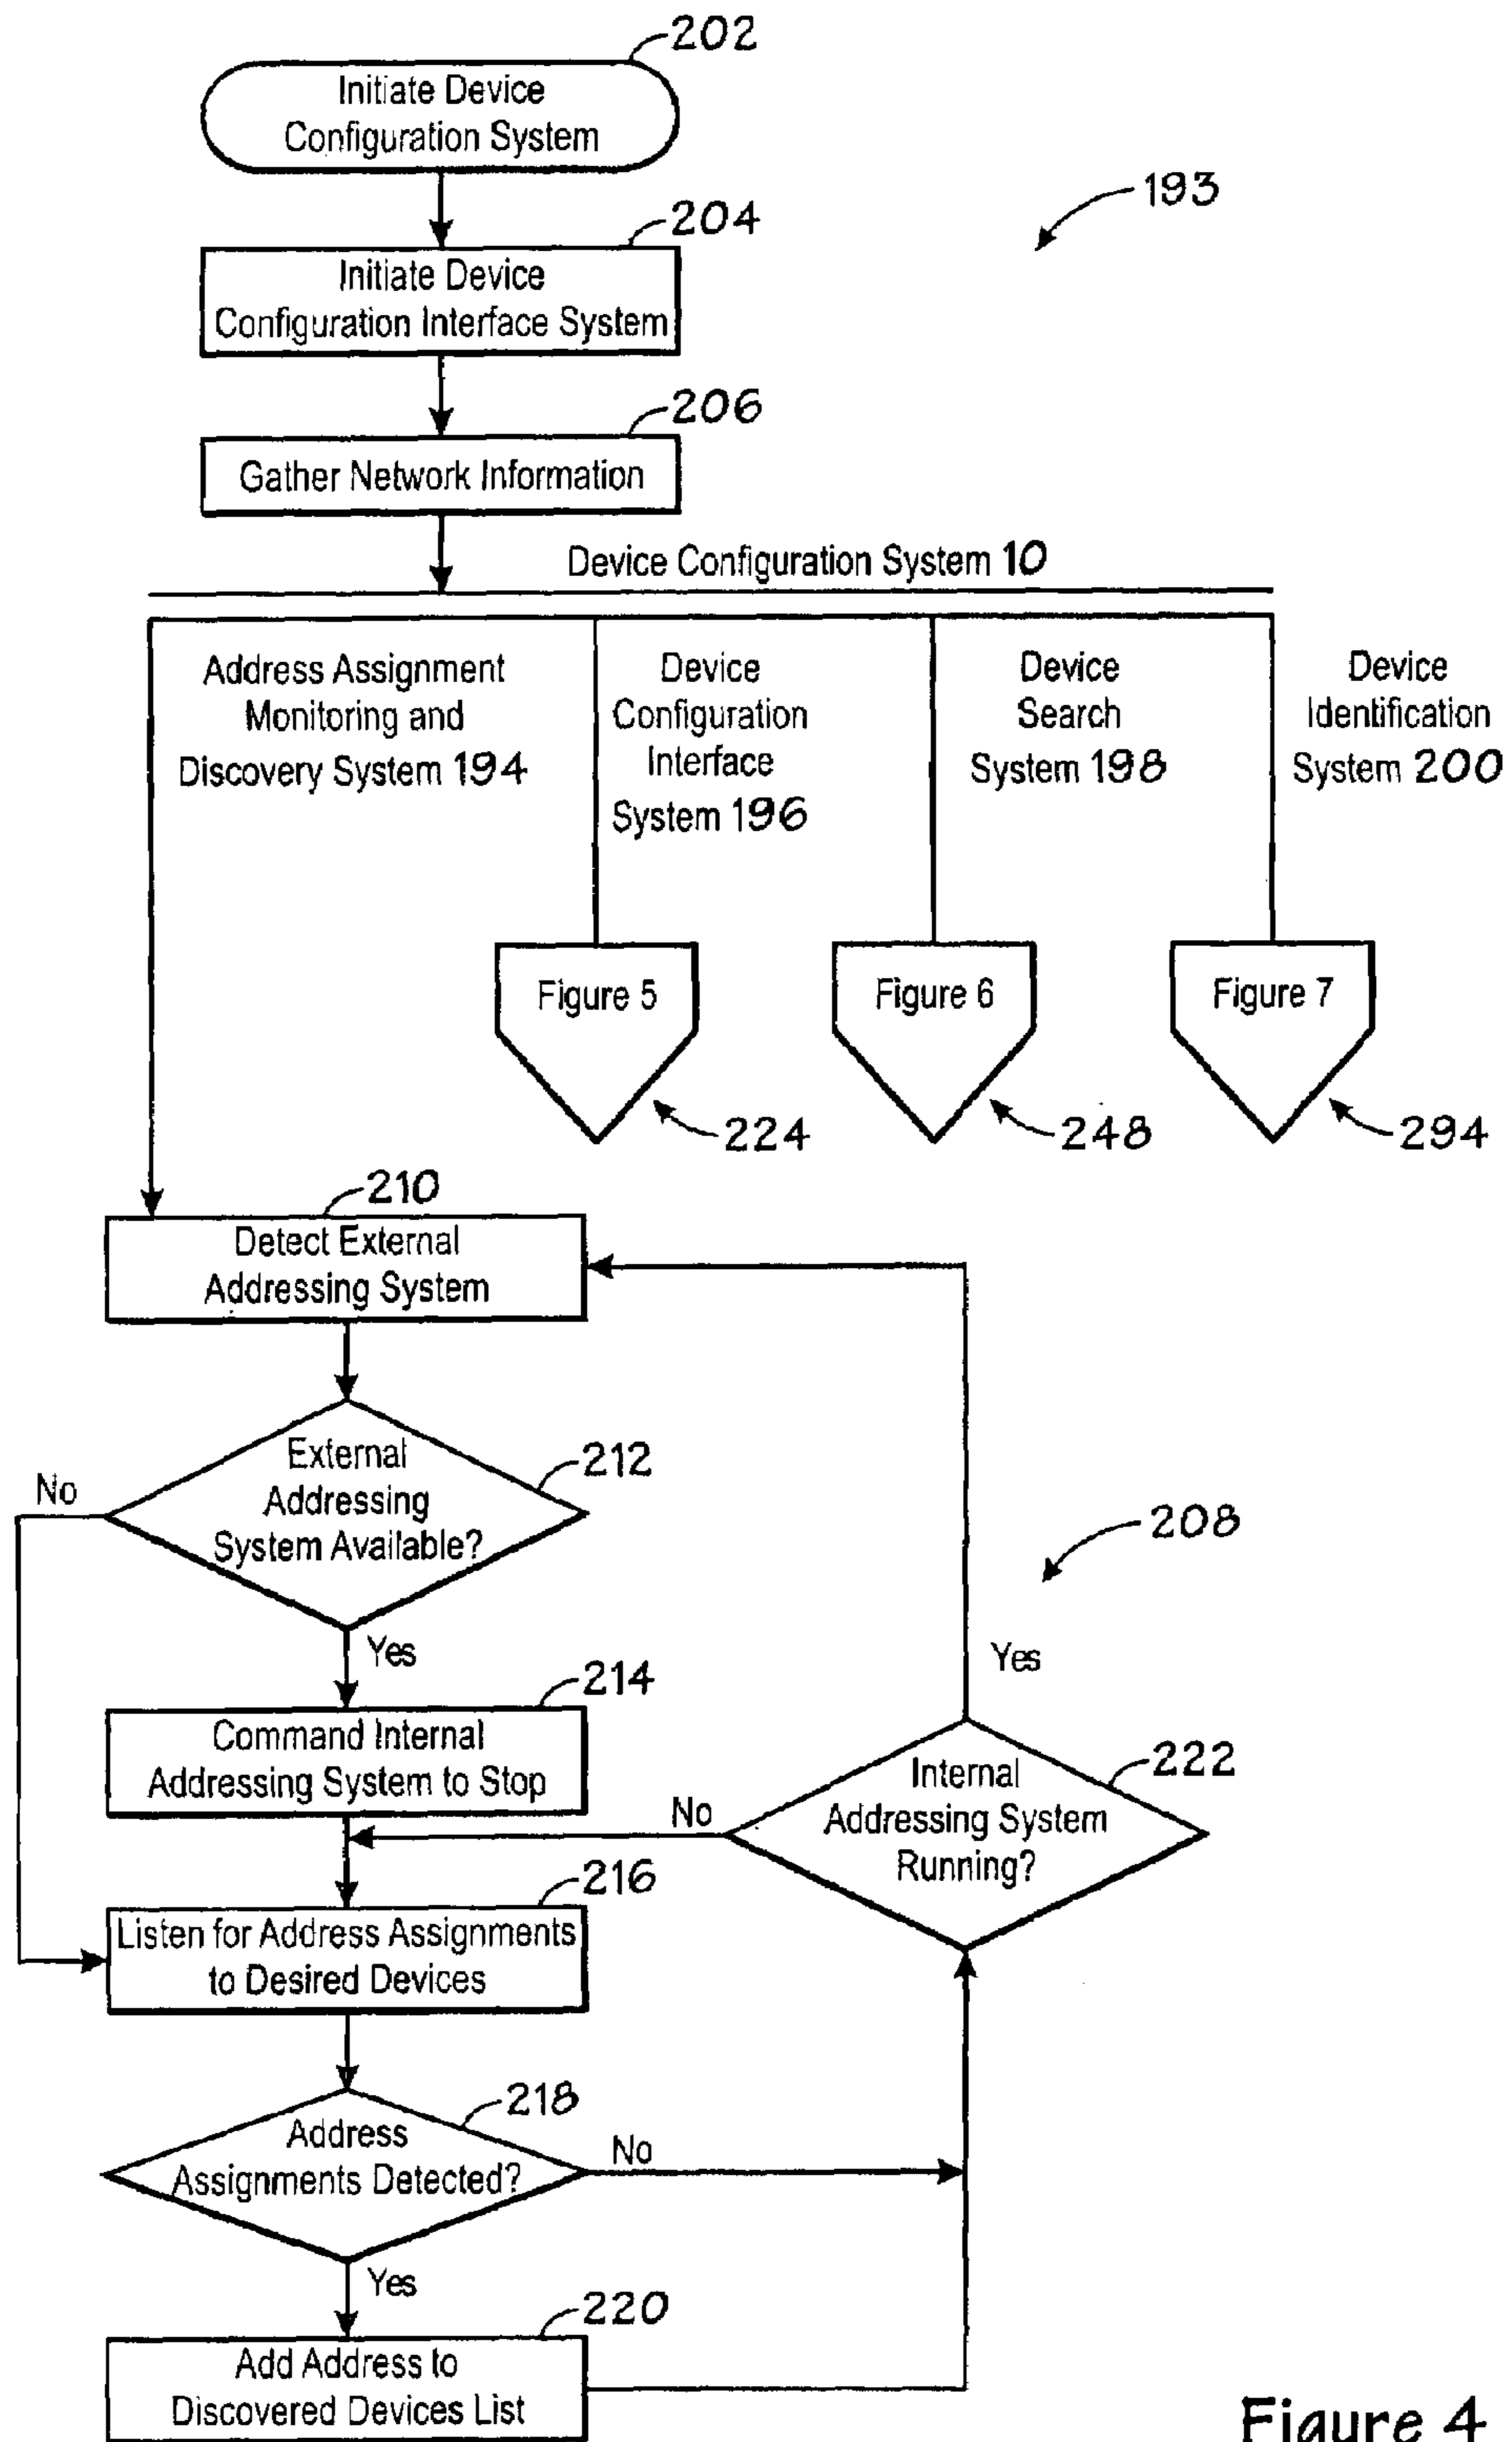 202
Initiate Device
Configuration System
193
204
Initiate Device
Configuration Interface System
206
Gather Network Information
Device Configuration System 10
Address Assignment
Monitoring and
Discovery System 194
Device
Configuration
Interface
System 196
Device
Search
System 198
Device
Identification
System 200
Figure 5
Figure 6
Figure 7
224
248
294
210
Detect External
Addressing System
212
External
Addressing
System Available?
No
208
Yes
Yes
214
Command Internal
Addressing System to Stop
222
Internal
Addressing System
Running?
No
216
Listen for Address Assignments
to Desired Devices
218
Address
Assignments Detected?
No
Yes
220
Add Address to
Discovered Devices List
Figure 4